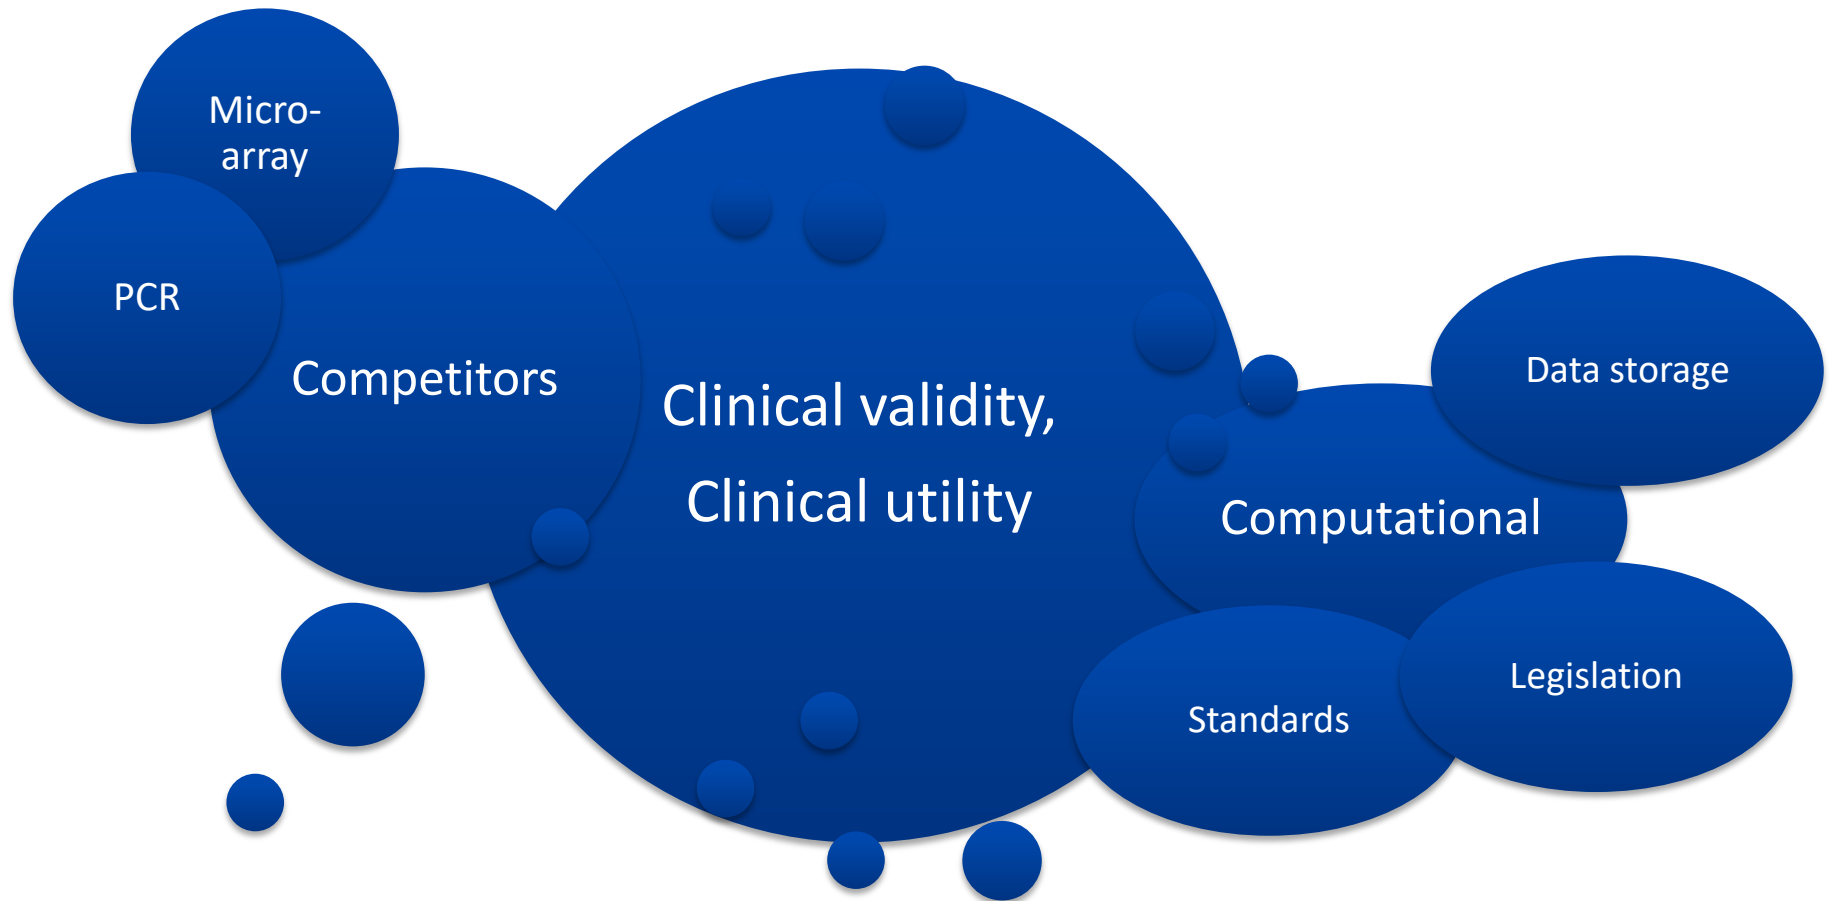 Micro-
array
PCR
Competitors
Clinical validity,
Clinical utility
Data storage
Computational
Legislation
Standards